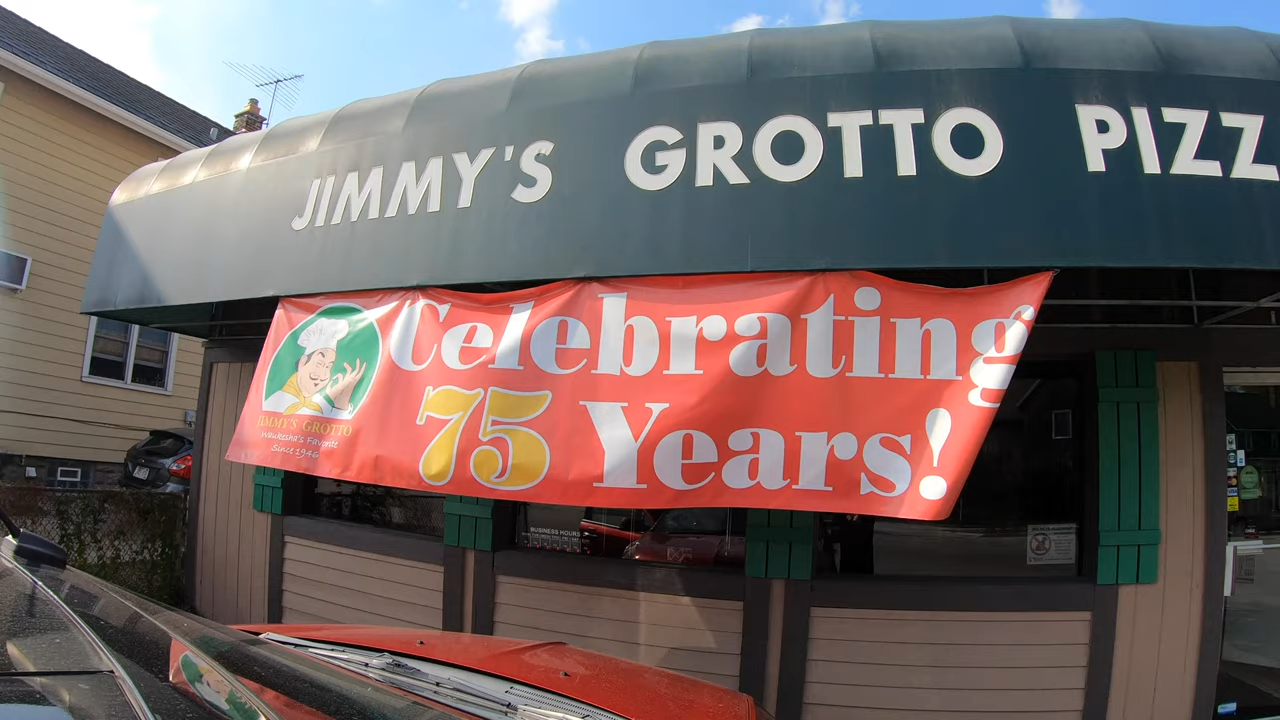 JIMMY'S GROTTO PIZZ
Celebrating
75 Years!
JIMMY'S GROTTO
Waukesha's Favorite
Since 1946
BUSINESS HOURS